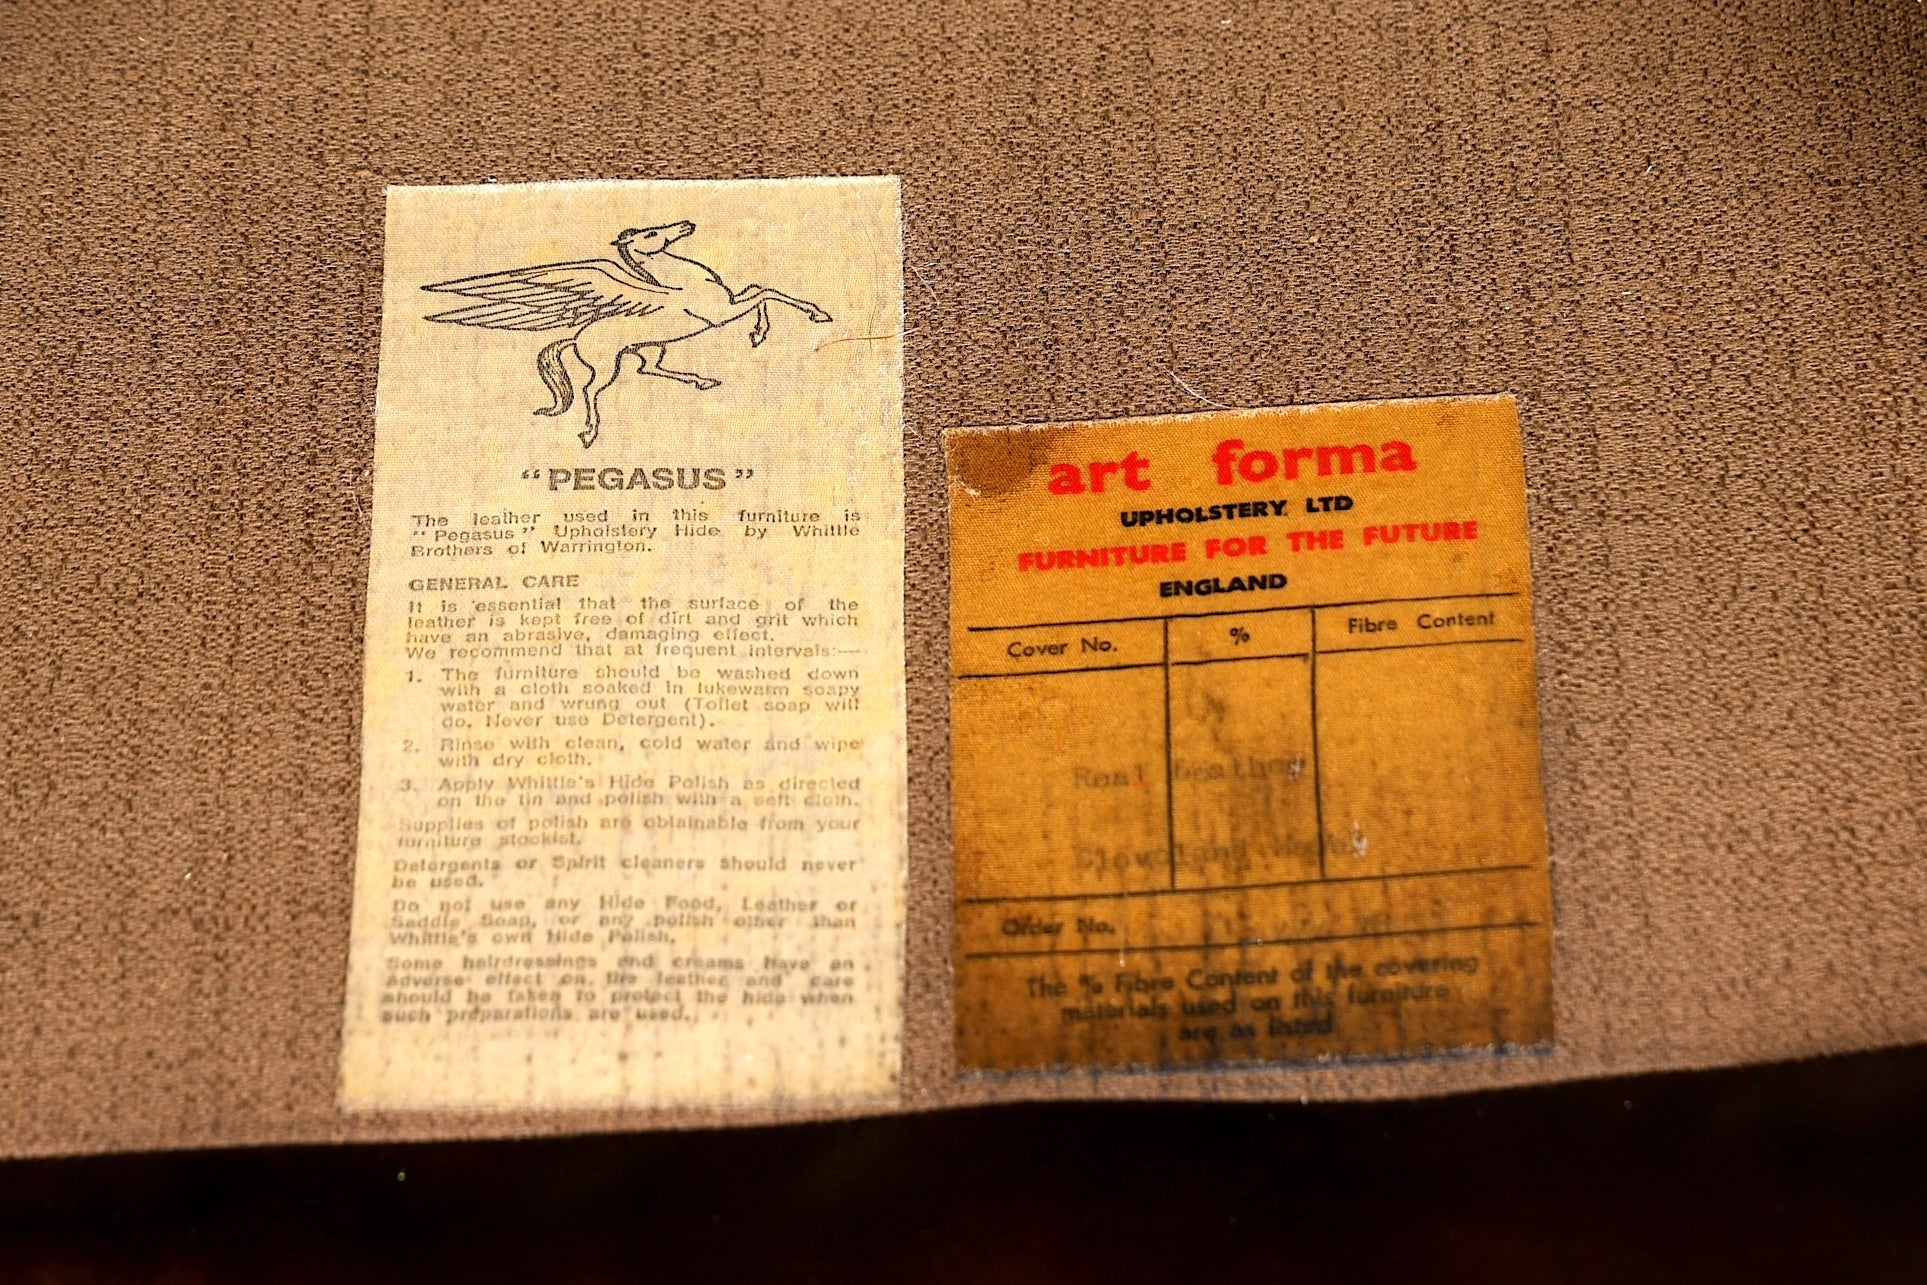 “PEGASUS”
The leather used in this furniture is
“Pegasus” Upholstery Hide by Whittle
Brothers of Warrington.
GENERAL CARE
It is essential that the surface of the
leather is kept free of dirt and grit which
have an abrasive, damaging effect.
We recommend that at frequent intervals:—
1. The furniture should be washed down
with a cloth soaked in lukewarm soapy
water and wrung out (Toilet soap will
do. Never use Detergent).
2. Rinse with clean, cold water and wipe
with dry cloth.
3. Apply Whittle's Hide Polish as directed
on the tin and polish with a soft cloth.
Supplies of polish are obtainable from your
furniture stockist.
Detergents or Spirit cleaners should never
be used.
Do not use any Hide Food, Leather or
Saddle Soap, or any polish other than
Whittle's own Hide Polish.
Some hairdressings and creams have an
adverse effect on the leather and care
should be taken to protect the hide when
such preparations are used.
art forma
UPHOLSTERY LTD
FURNITURE FOR THE FUTURE
ENGLAND
Cover No. % Fibre Content
Real Leather
Order No.
The % Fibre Content of the covering
materials used on this furniture
are as listed